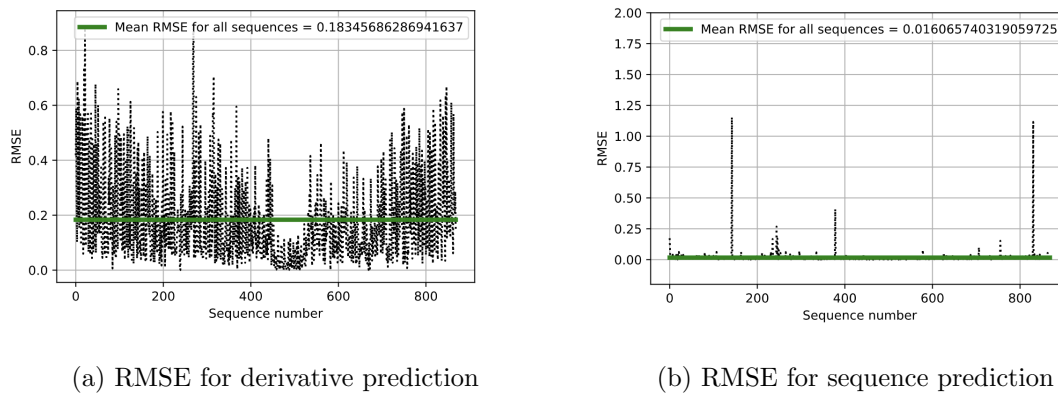 Mean RMSE for all sequences = 0.18345686286941637
0.8
0.6
0.4
0.2
0.0
RMSE
0 200 400 600 800
Sequence number
(a) RMSE for derivative prediction
Mean RMSE for all sequences = 0.016065740319059725
2.00
1.75
1.50
1.25
1.00
0.75
0.50
0.25
0.00
RMSE
0 200 400 600 800
Sequence number
(b) RMSE for sequence prediction